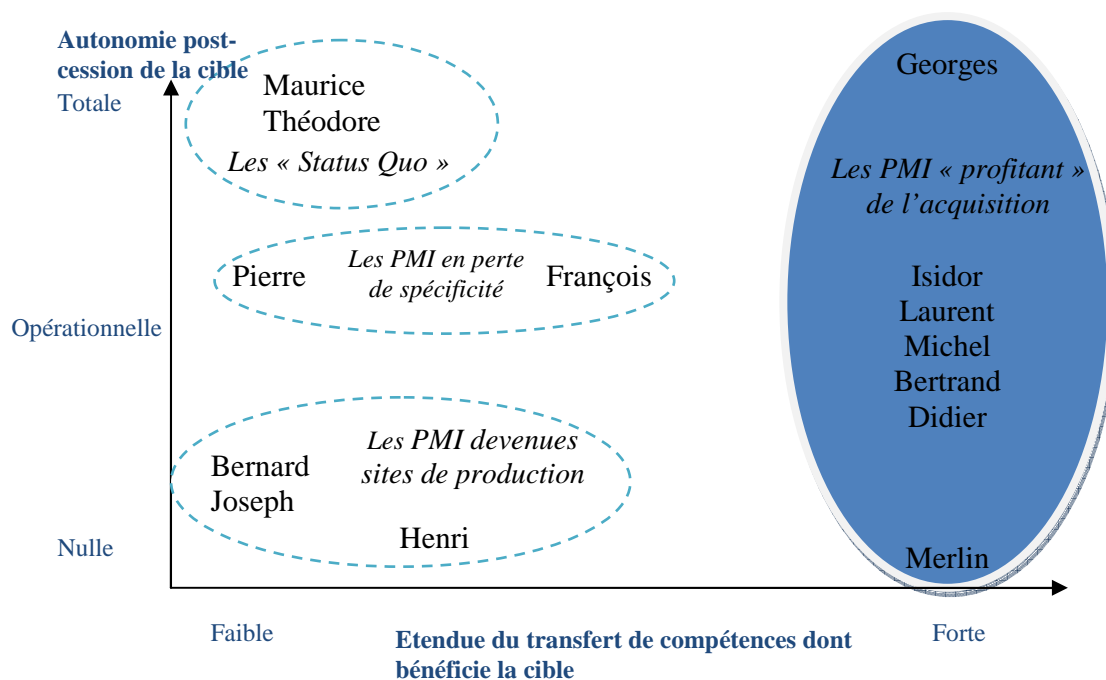 Autonomie post-
cession de la cible
Totale
Maurice
Théodore
Les « Status Quo »
Georges
Les PMI « profitant »
de l’acquisition
Pierre
Les PMI en perte
de spécificité
François
Isidor
Laurent
Michel
Bertrand
Didier
Opérationnelle
Bernard
Joseph
Les PMI devenues
sites de production
Henri
Nulle
Merlin
Faible
Etendue du transfert de compétences dont
bénéficie la cible
Forte